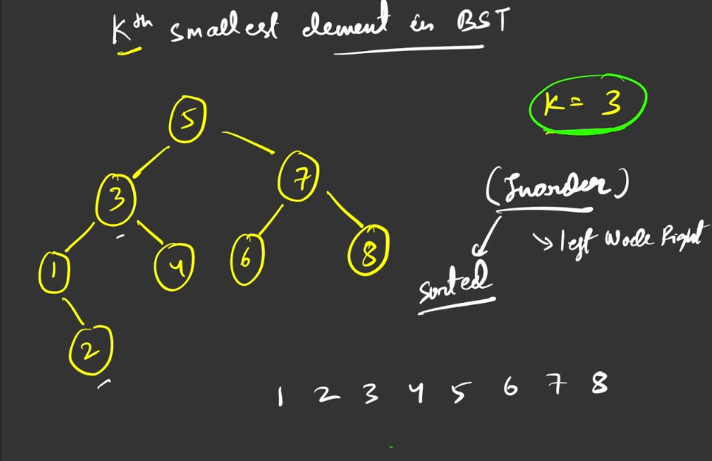 Kth smallest element in BST
K = 3
5
3
7
1
4
6
8
2
(Inorder)
↘ left Node Right
sorted
1 2 3 4 5 6 7 8